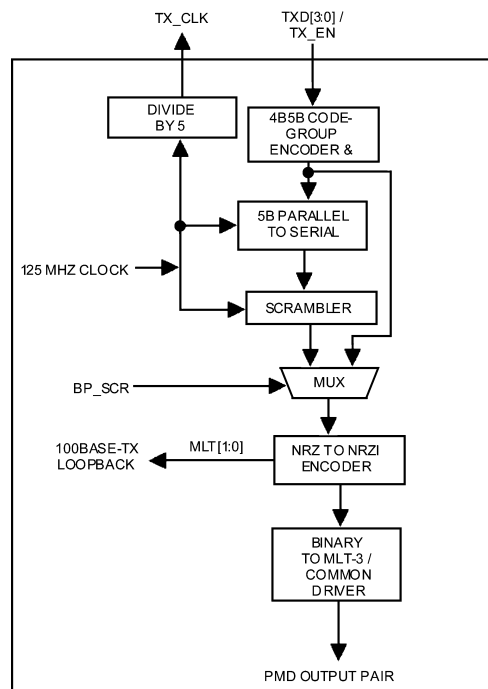 TX_CLK
TXD[3:0] /
TX_EN
DIVIDE
BY 5
4B5B CODE-
GROUP
ENCODER &
5B PARALLEL
TO SERIAL
125 MHZ CLOCK
SCRAMBLER
MUX
BP_SCR
100BASE-TX
LOOPBACK
MLT[1:0]
NRZ TO NRZI
ENCODER
BINARY
TO MLT-3 /
COMMON
DRIVER
PMD OUTPUT PAIR